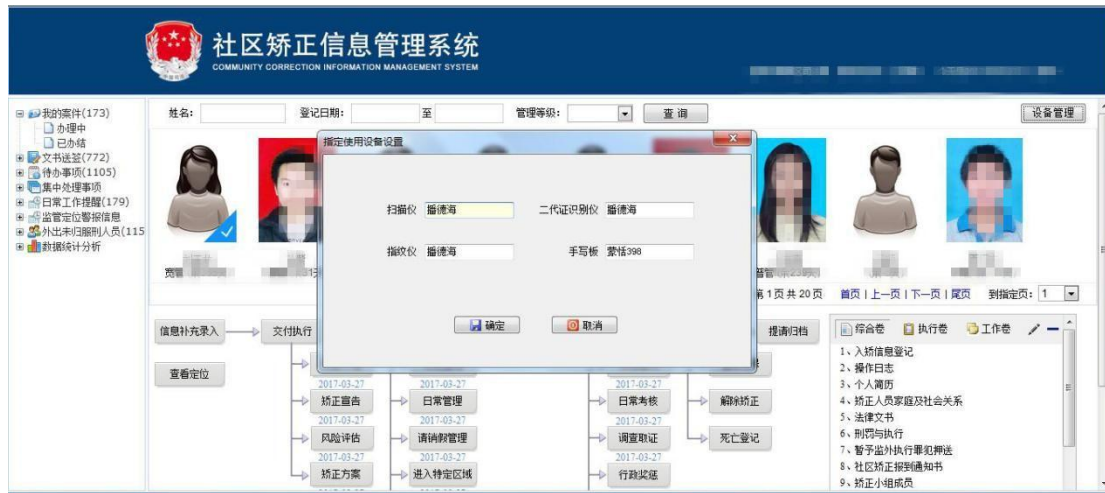 社区矫正信息管理系统
COMMUNITY CORRECTION INFORMATION MANAGEMENT SYSTEM
我的案件(173)
办理中
已办结
文书送签(772)
待办事项(1105)
集中处理事项
日常工作提醒(179)
监管定位警报信息
外出未归服刑人员(115
数据统计分析
姓名: 登记日期: 至 管理等级: 查询 设备管理
指定使用设备设置
扫描仪 播德海 二代证识别仪 播德海
指纹仪 播德海 手写板 蒙恬398
确定 取消
第1页共20页 首页|上一页|下一页|尾页 到指定页: 1
信息补充录入 交付执行 提请归档
查看定位
2017-03-27 2017-03-27 2017-03-27
矫正宣告 日常管理 日常考核 解除矫正
2017-03-27 2017-03-27 2017-03-27
风险评估 请销假管理 调查取证 死亡登记
2017-03-27 2017-03-27 2017-03-27
矫正方案 进入特定区域 行政奖惩
综合卷 执行卷 工作卷
1、入矫信息登记
2、操作日志
3、个人简历
4、矫正人员家庭及社会关系
5、法律文书
6、刑罚与执行
7、暂予监外执行罪犯押送
8、社区矫正报到通知书
9、矫正小组成员